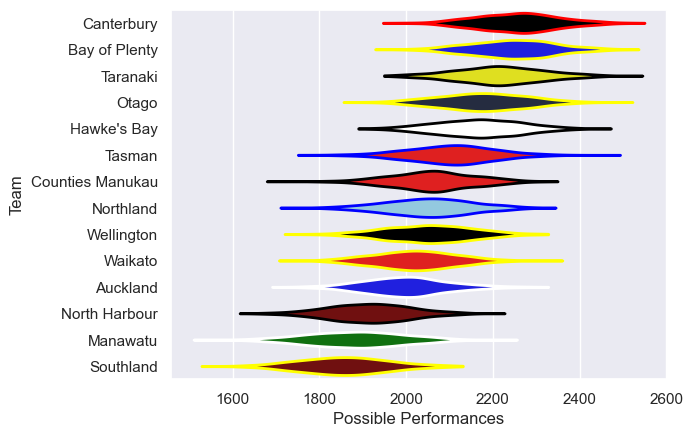 Canterbury
Bay of Plenty
Taranaki
Otago
Hawke's Bay
Tasman
Counties Manukau
Northland
Wellington
Waikato
Auckland
North Harbour
Manawatu
Southland
Team
1600 1800 2000 2200 2400 2600
Possible Performances